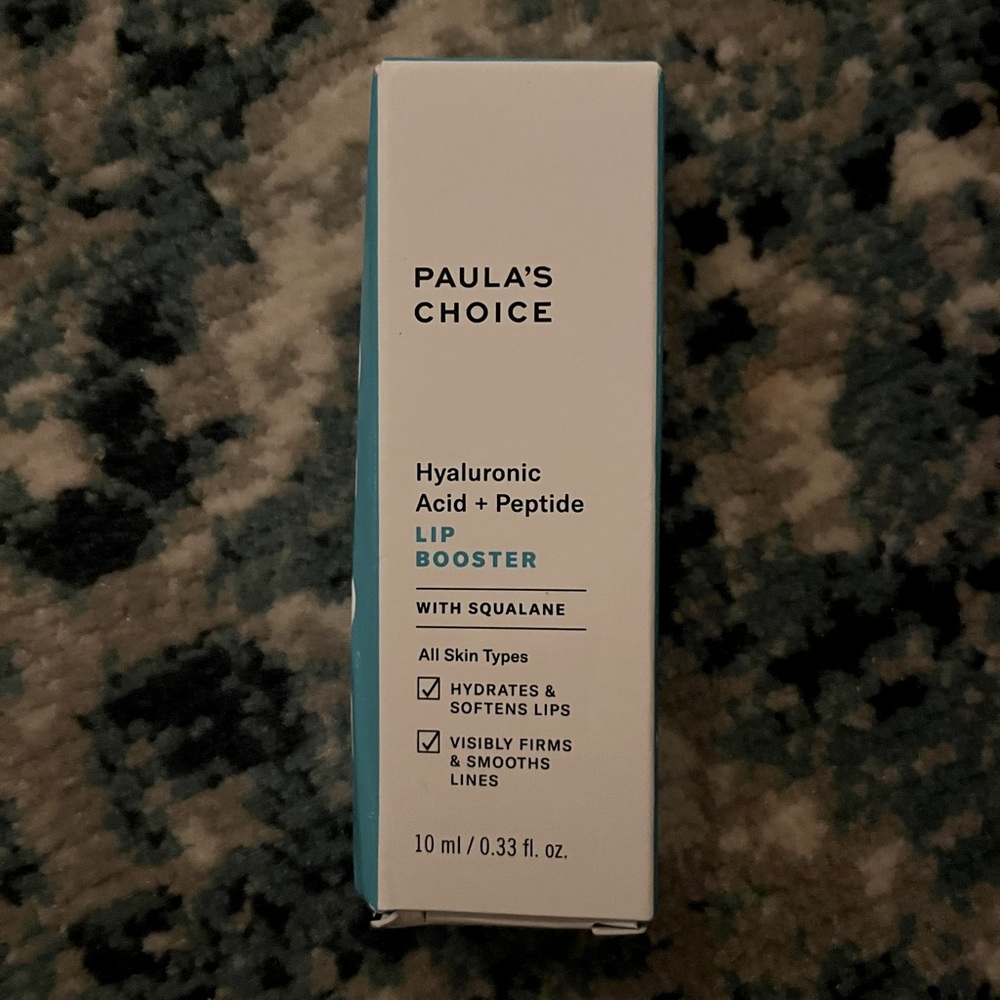 PAULA'S
CHOICE
Hyaluronic
Acid + Peptide
LIP
BOOSTER
WITH SQUALANE
All Skin Types
HYDRATES &
SOFTENS LIPS
VISIBLY FIRMS
& SMOOTHS
LINES
10 ml / 0.33 fl. oz.